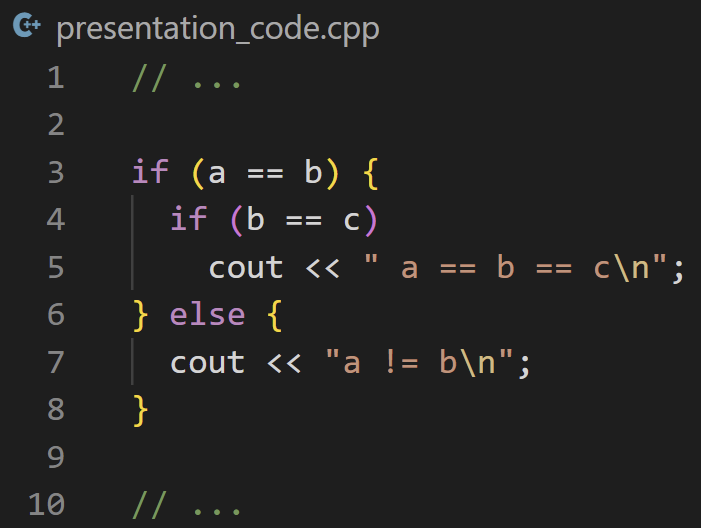 presentation_code.cpp
1 // ...
2
3 if (a == b) {
4   if (b == c)
5     cout << " a == b == c\n";
6 } else {
7   cout << "a != b\n";
8 }
9
10 // ...